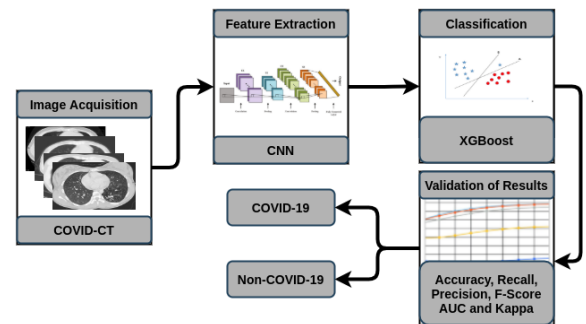 Image Acquisition
COVID-CT
Feature Extraction
CNN
Classification
XGBoost
Validation of Results
Accuracy, Recall,
Precision, F-Score
AUC and Kappa
COVID-19
Non-COVID-19